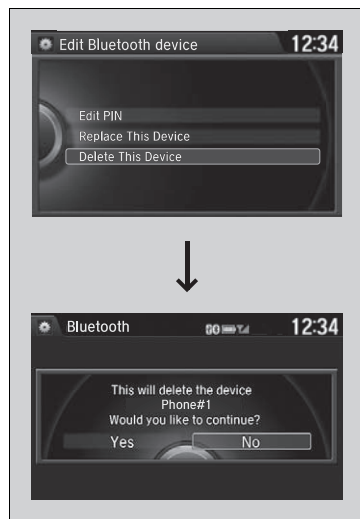 Edit Bluetooth device 12:34
Edit PIN
Replace This Device
Delete This Device
Bluetooth 12:34
This will delete the device
Phone#1
Would you like to continue?
Yes No